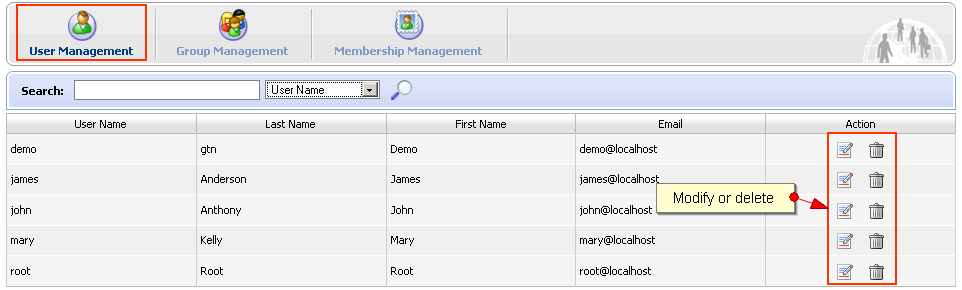 User Management Group Management Membership Management
Search: User Name
User Name Last Name First Name Email Action
demo gtn Demo demo@localhost
james Anderson James james@localhost
Modify or delete
john Anthony John john@localhost
mary Kelly Mary mary@localhost
root Root Root root@localhost